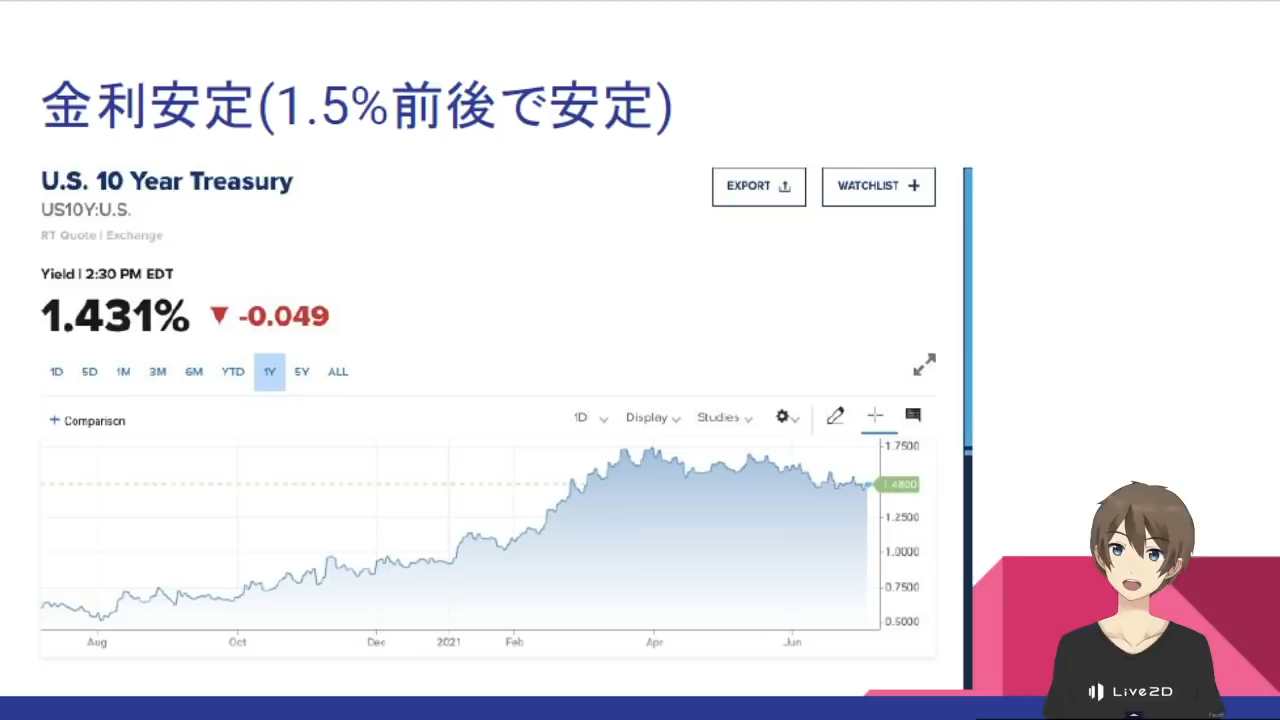 金利安定(1.5%前後で安定)
U.S. 10 Year Treasury
US10Y:U.S.
RT Quote | Exchange
EXPORT
WATCHLIST +
Yield | 2:30 PM EDT
1.431% ▼ -0.049
1D 5D 1M 3M 6M YTD 1Y 5Y ALL
+ Comparison
1D Display Studies
1.7500
1.4800
1.2500
1.0000
0.7500
0.5000
Aug Oct Dec 2021 Feb Apr Jun
Live2D